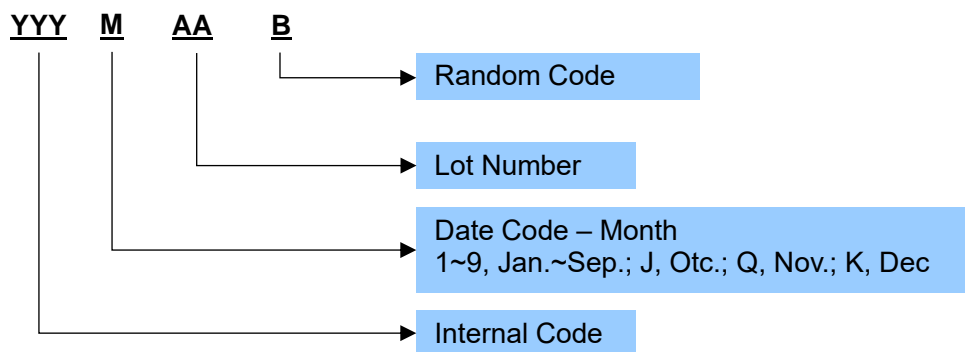 YYY M AA B
Random Code
Lot Number
Date Code – Month
1~9, Jan.~Sep.; J, Otc.; Q, Nov.; K, Dec
Internal Code